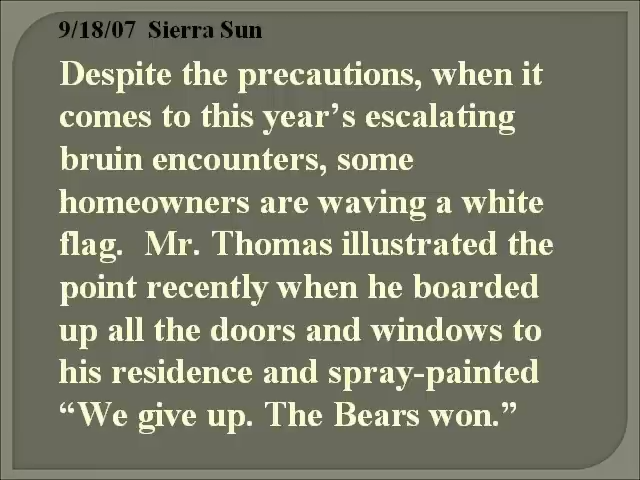 9/18/07  Sierra Sun
Despite the precautions, when it
comes to this year’s escalating
bruin encounters, some
homeowners are waving a white
flag.  Mr. Thomas illustrated the
point recently when he boarded
up all the doors and windows to
his residence and spray-painted
“We give up. The Bears won.”